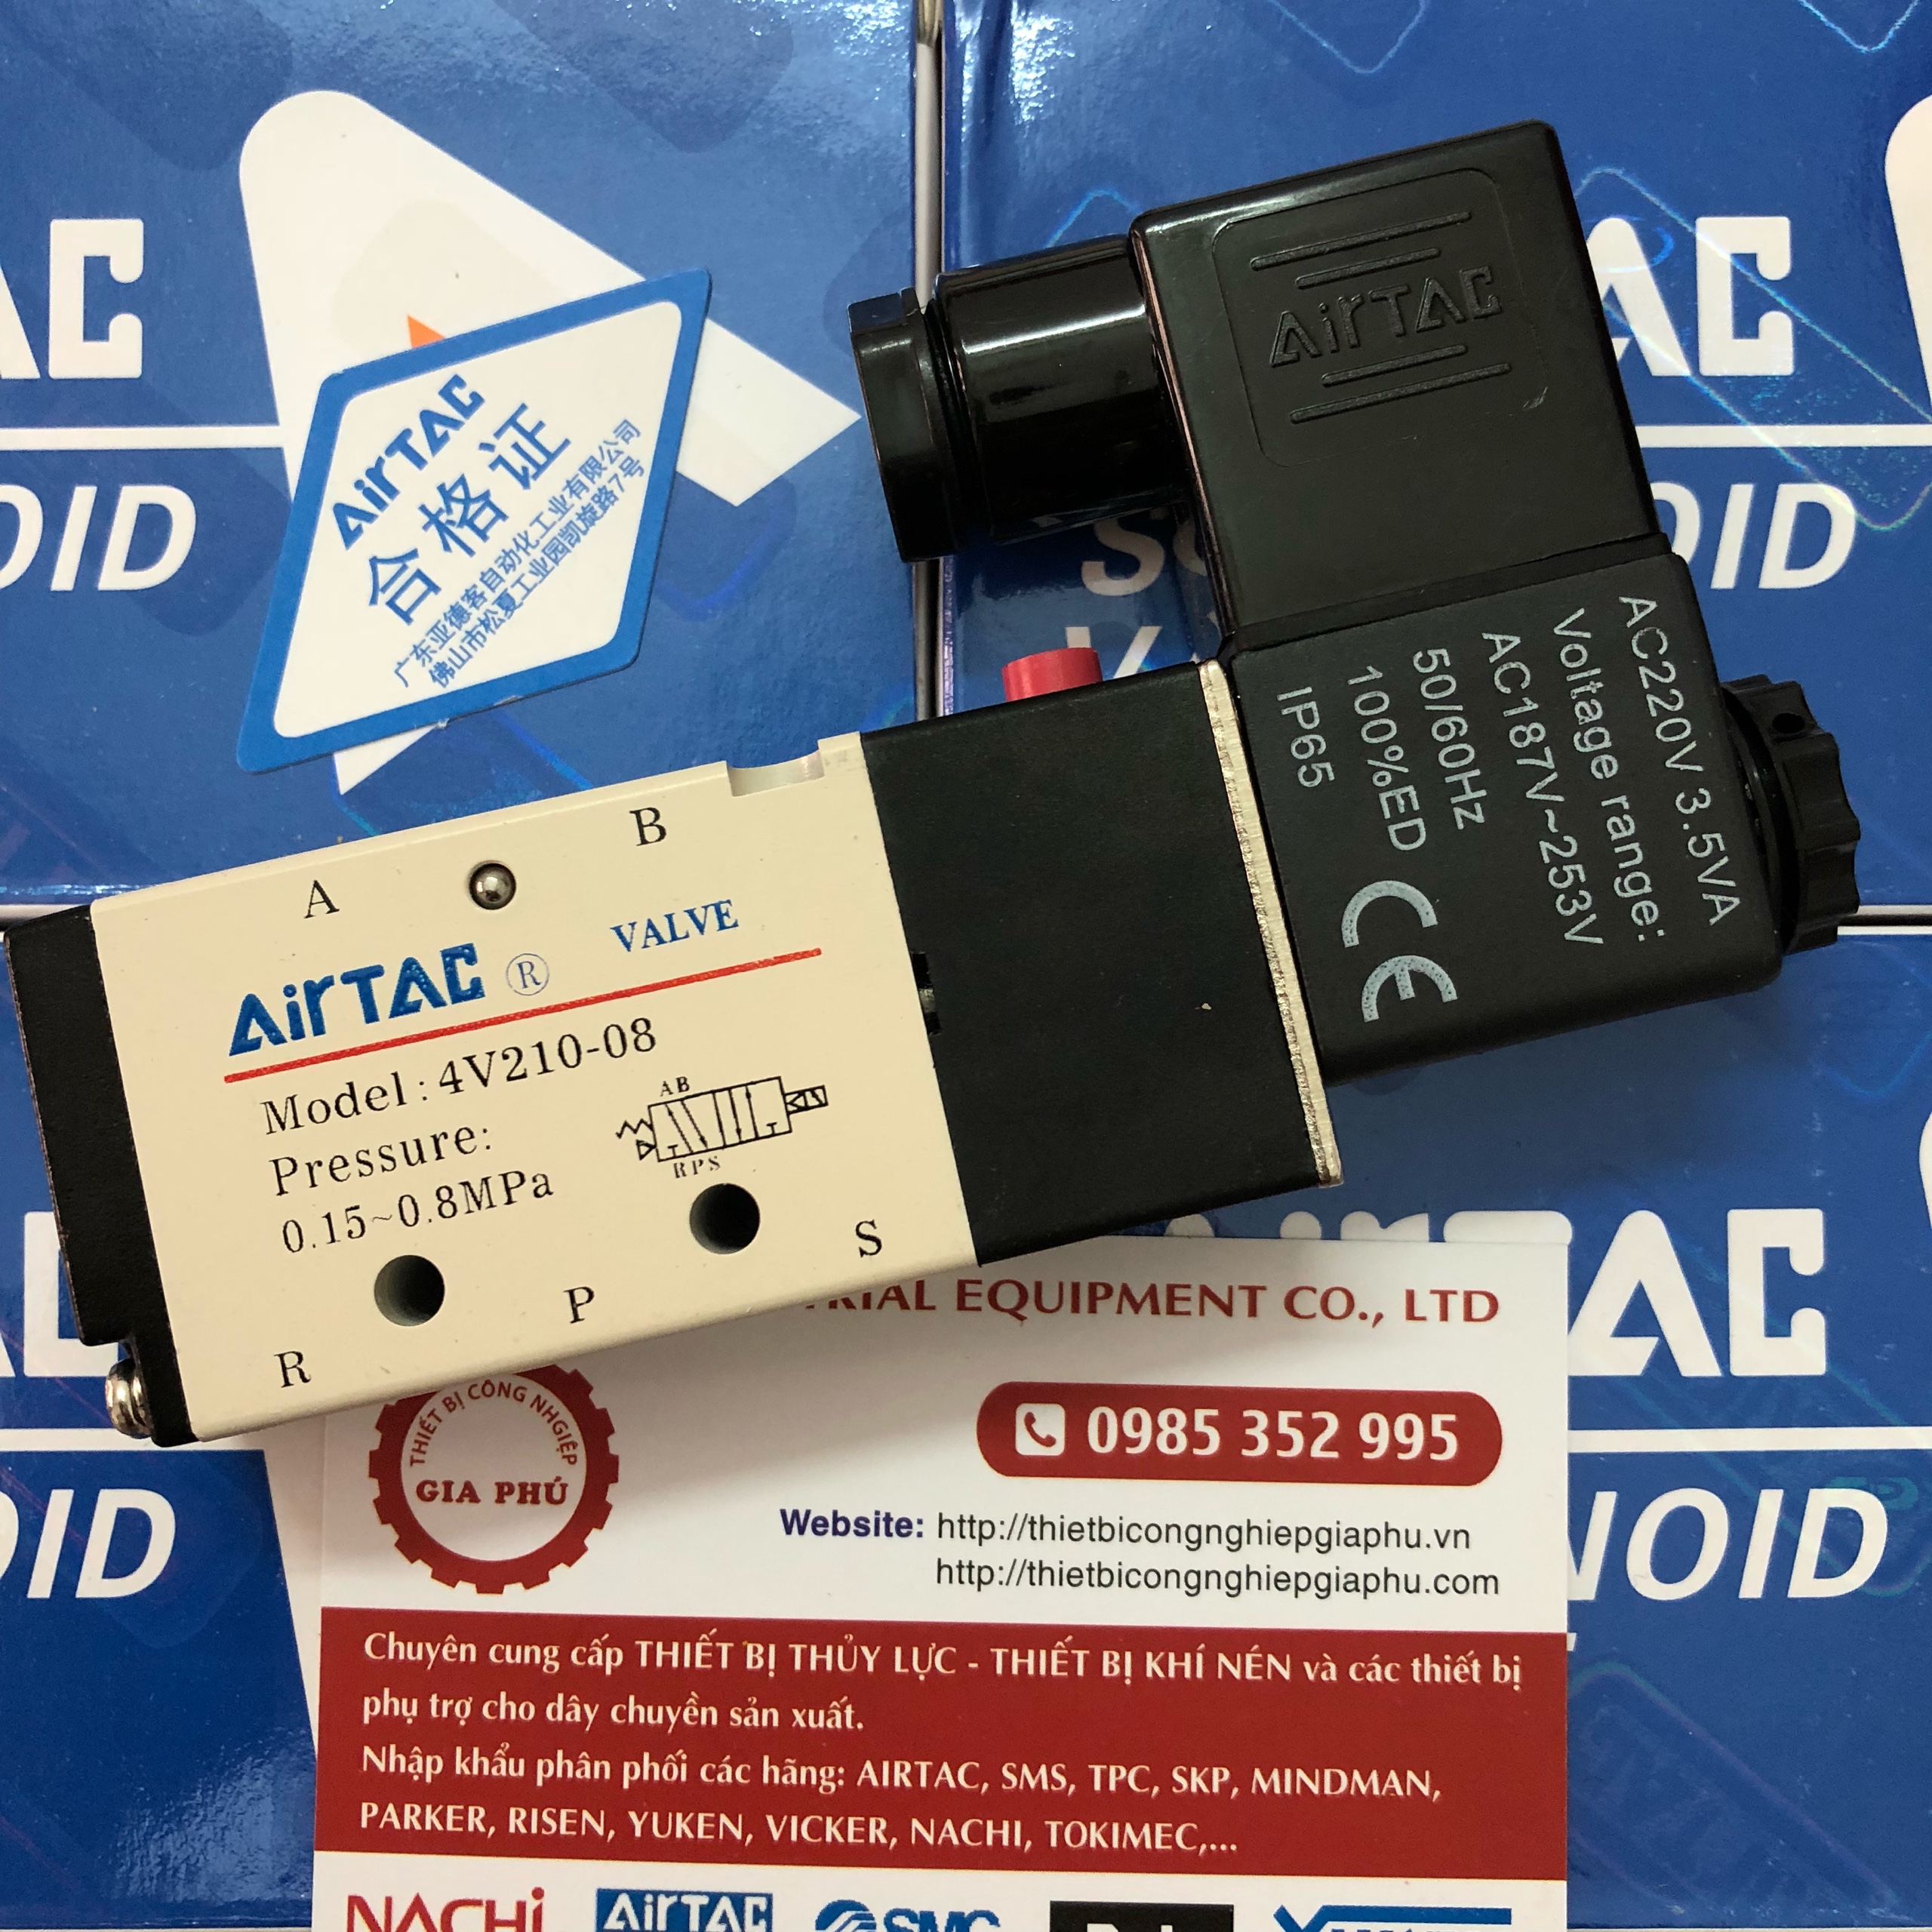 AirTAC
合格证
广东亚德客自动化工业有限公司
佛山市松夏工业园凯旋路7号
AirTAC
AC220V 3.5VA
Voltage range:
AC187V~253V
50/60Hz
100%ED
IP65
CE
A
B
AirTAC ® VALVE
Model: 4V210-08
Pressure:
0.15~0.8MPa
AB
RPS
R
P
S
AC
OID
AC
OID
AirTAC
NOID
OID
EQUIPMENT CO., LTD
THIẾT BỊ CÔNG NHGIỆP
GIA PHÚ
0985 352 995
Website: http://thietbicongnghiepgiaphu.vn
http://thietbicongnghiepgiaphu.com
Chuyên cung cấp THIẾT BỊ THỦY LỰC - THIẾT BỊ KHÍ NÉN và các thiết bị
phụ trợ cho dây chuyền sản xuất.
Nhập khẩu phân phối các hãng: AIRTAC, SMS, TPC, SKP, MINDMAN,
PARKER, RISEN, YUKEN, VICKER, NACHI, TOKIMEC,...
NACHI AirTAC SMC